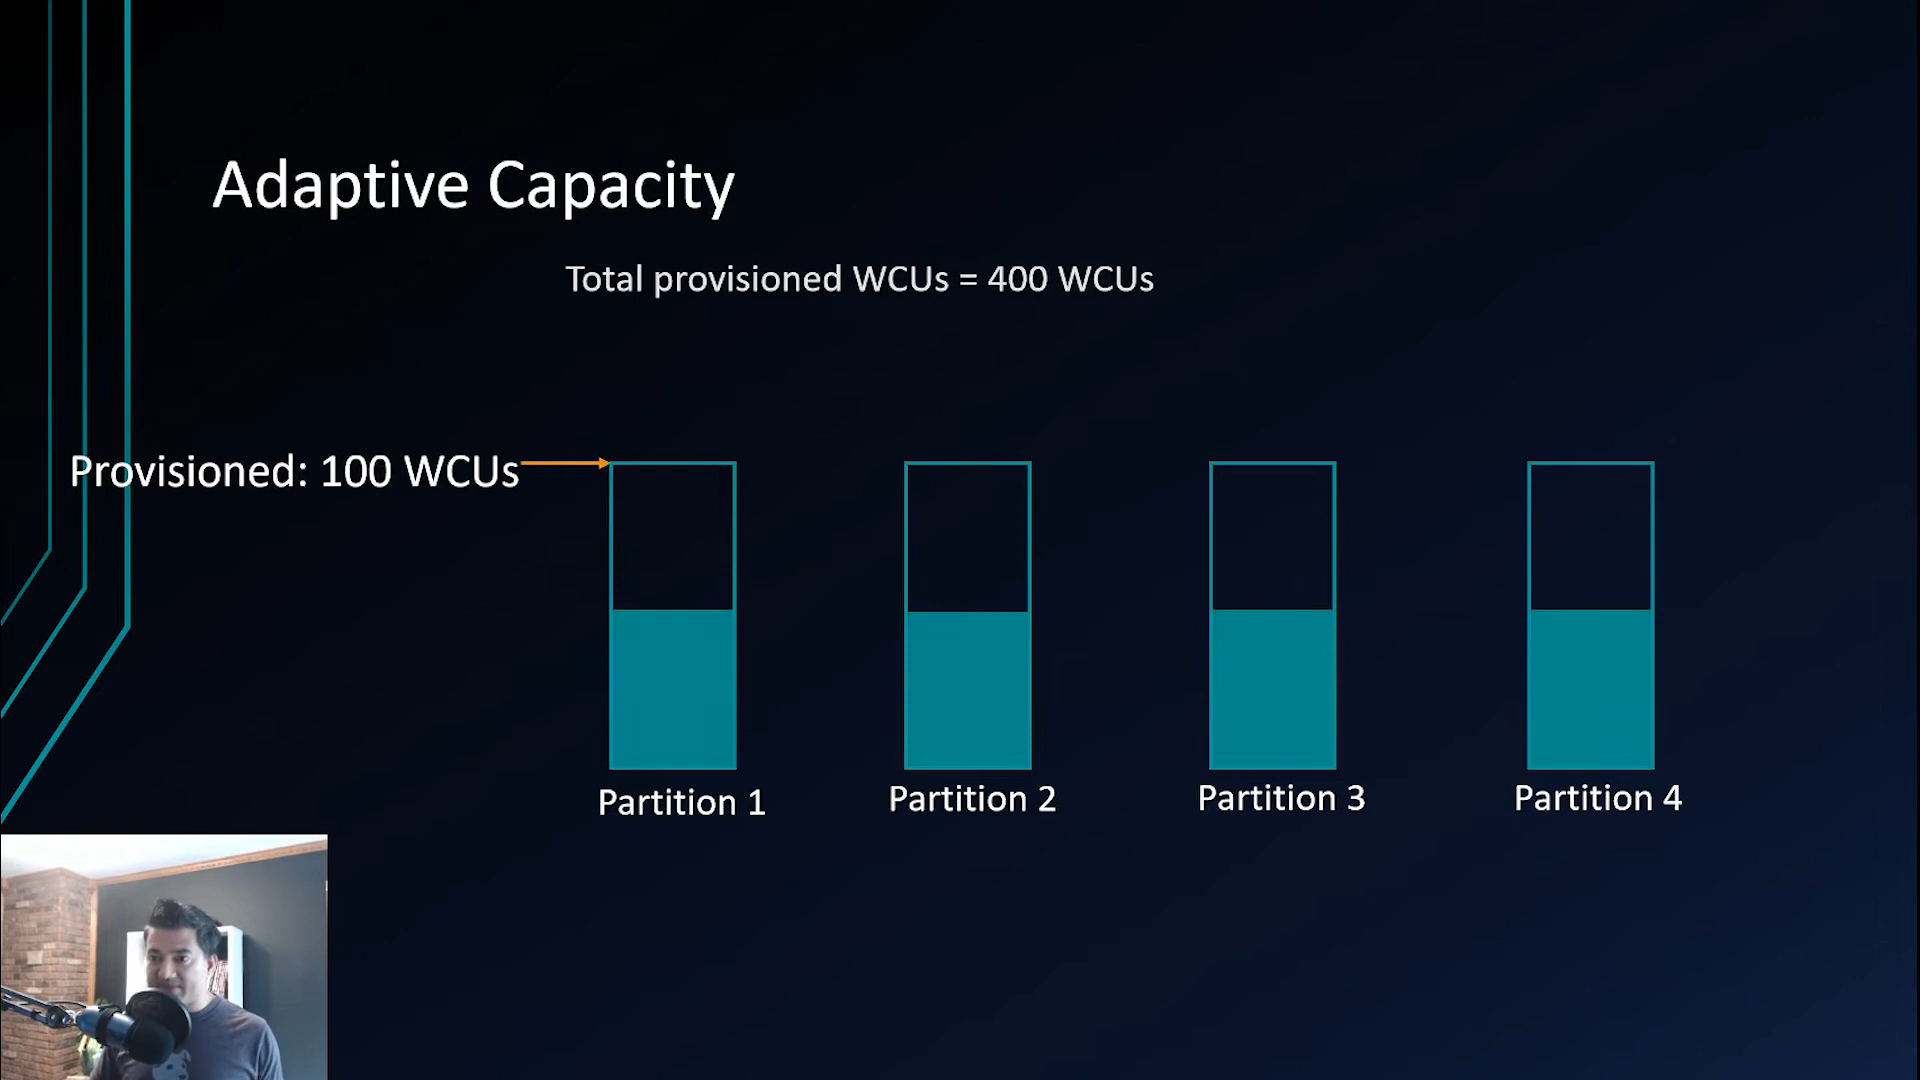 Adaptive Capacity
Total provisioned WCUs = 400 WCUs
Provisioned: 100 WCUs
Partition 1
Partition 2
Partition 3
Partition 4